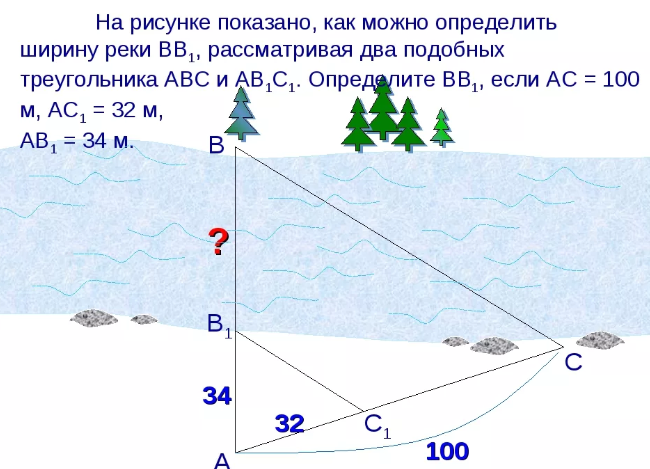 На рисунке показано, как можно определить
ширину реки BB₁, рассматривая два подобных
треугольника ABC и AB₁C₁. Определите BB₁, если AC = 100
м, AC₁ = 32 м,
AB₁ = 34 м.
B
?
B₁
C
34
32
C₁
100
A